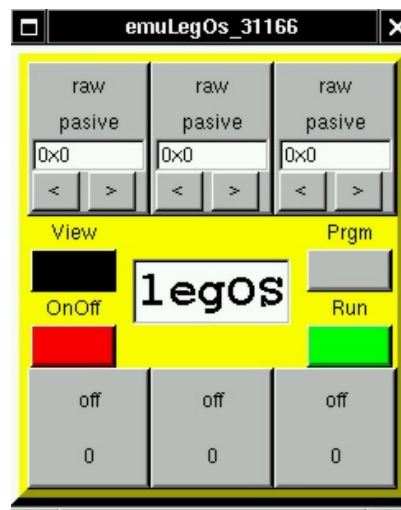 emuLegOs_31166
raw raw raw
pasive pasive pasive
0x0 0x0 0x0
< > < > < >
View Prgm
legOS
OnOff Run
off off off
0 0 0